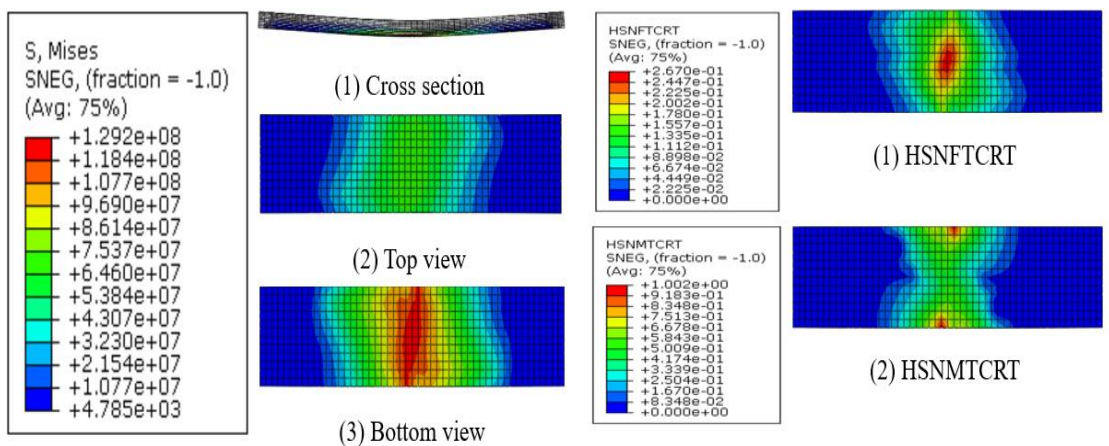 S, Mises
SNEG, (fraction = -1.0)
(Avg: 75%)
+1.292e+08
+1.184e+08
+1.077e+08
+9.690e+07
+8.614e+07
+7.537e+07
+6.460e+07
+5.384e+07
+4.307e+07
+3.230e+07
+2.154e+07
+1.077e+07
+4.785e+03
(1) Cross section
(2) Top view
(3) Bottom view
HSNFTCRT
SNEG, (fraction = -1.0)
(Avg: 75%)
+2.670e-01
+2.447e-01
+2.225e-01
+2.002e-01
+1.780e-01
+1.557e-01
+1.335e-01
+1.112e-01
+8.898e-02
+6.674e-02
+4.449e-02
+2.225e-02
+0.000e+00
(1) HSNFTCRT
HSNMTCRT
SNEG, (fraction = -1.0)
(Avg: 75%)
+1.002e+00
+9.183e-01
+8.348e-01
+7.513e-01
+6.678e-01
+5.843e-01
+5.009e-01
+4.174e-01
+3.339e-01
+2.504e-01
+1.670e-01
+8.348e-02
+0.000e+00
(2) HSNMTCRT